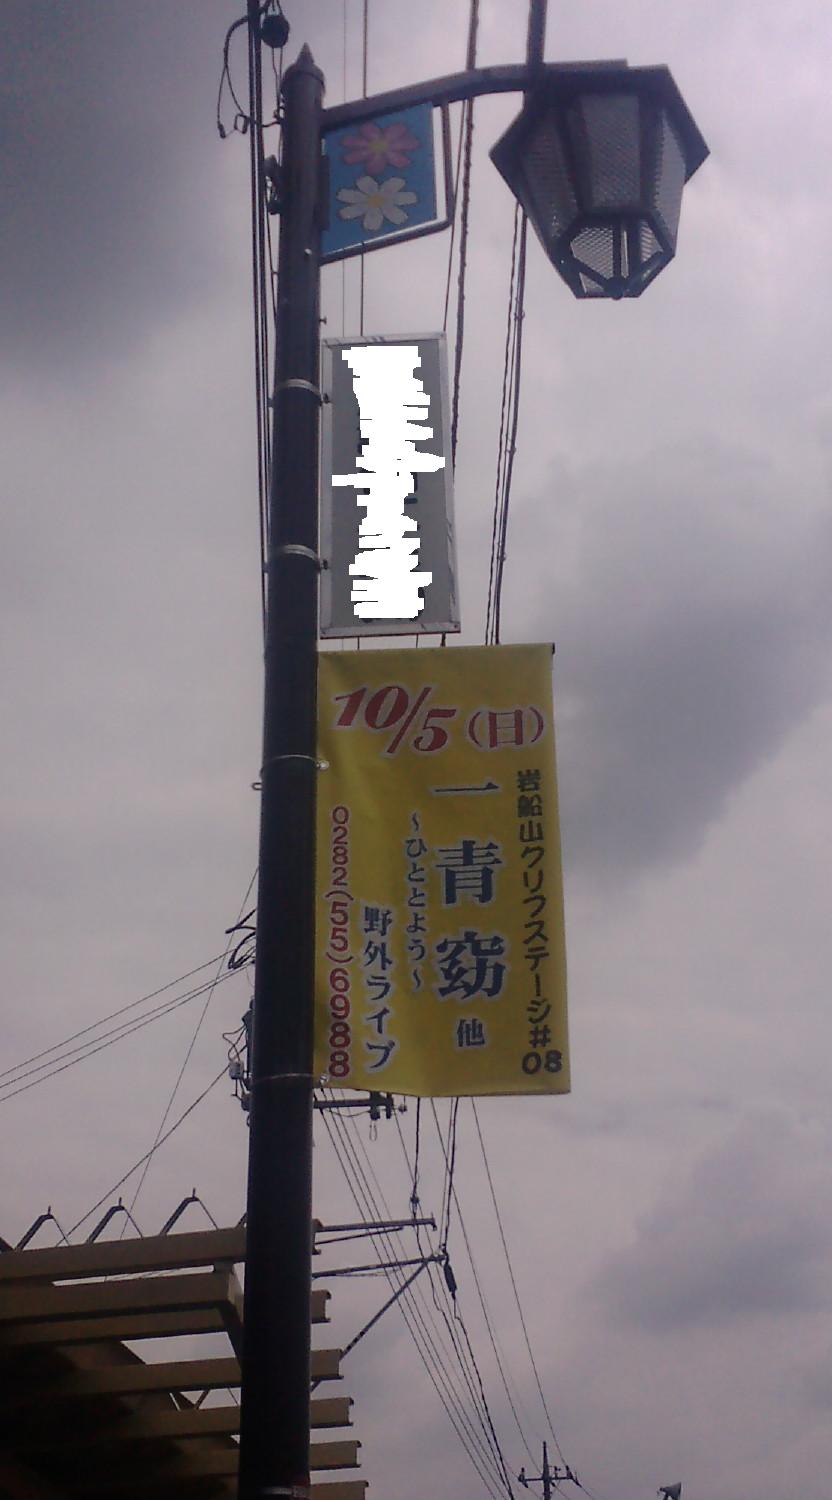 10/5(日)
岩船山クリフステージ#08
一青窈 他
～ひととよう～
野外ライブ
0282(55)6988